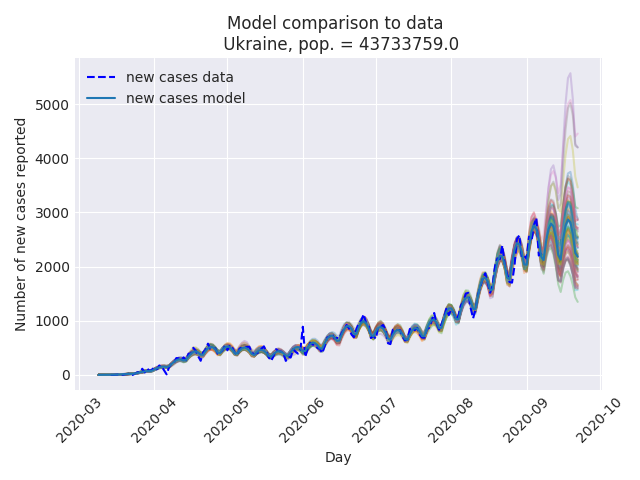 Model comparison to data
Ukraine, pop. = 43733759.0
new cases data
new cases model
Number of new cases reported
5000
4000
3000
2000
1000
0
2020-03
2020-04
2020-05
2020-06
2020-07
2020-08
2020-09
2020-10
Day